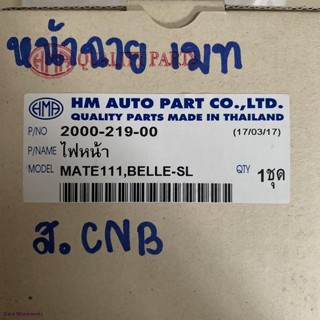 หน้าฉาย เมท
QUALITY PARTS
HMA
HM AUTO PART CO.,LTD.
QUALITY PARTS MADE IN THAILAND
P/NO 2000-219-00 (17/03/17)
P/NAME ไฟหน้า
MODEL MATE111,BELLE-SL QTY 1ชุด
ส. CNB